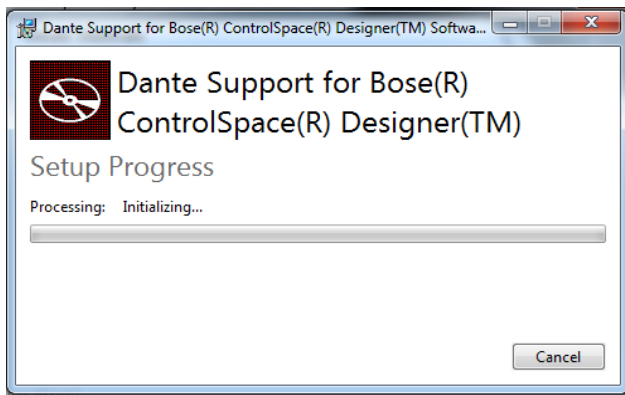 Dante Support for Bose(R) ControlSpace(R) Designer(TM) Softwa...
Dante Support for Bose(R)
ControlSpace(R) Designer(TM)
Setup Progress
Processing: Initializing...
Cancel